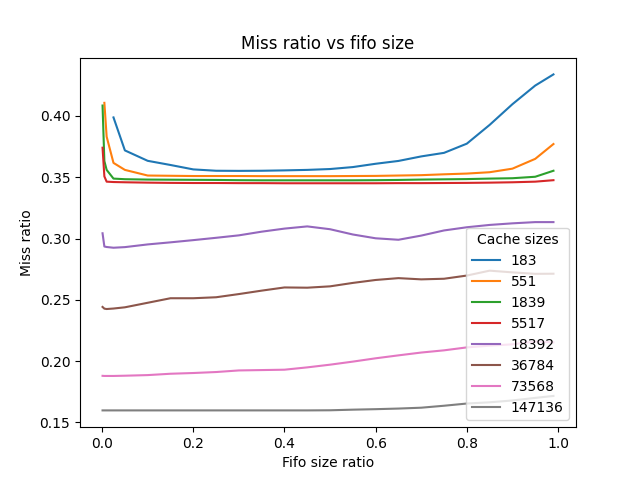 Miss ratio vs fifo size
Miss ratio
0.40
0.35
0.30
0.25
0.20
0.15
Cache sizes
183
551
1839
5517
18392
36784
73568
147136
0.0 0.2 0.4 0.6 0.8 1.0
Fifo size ratio